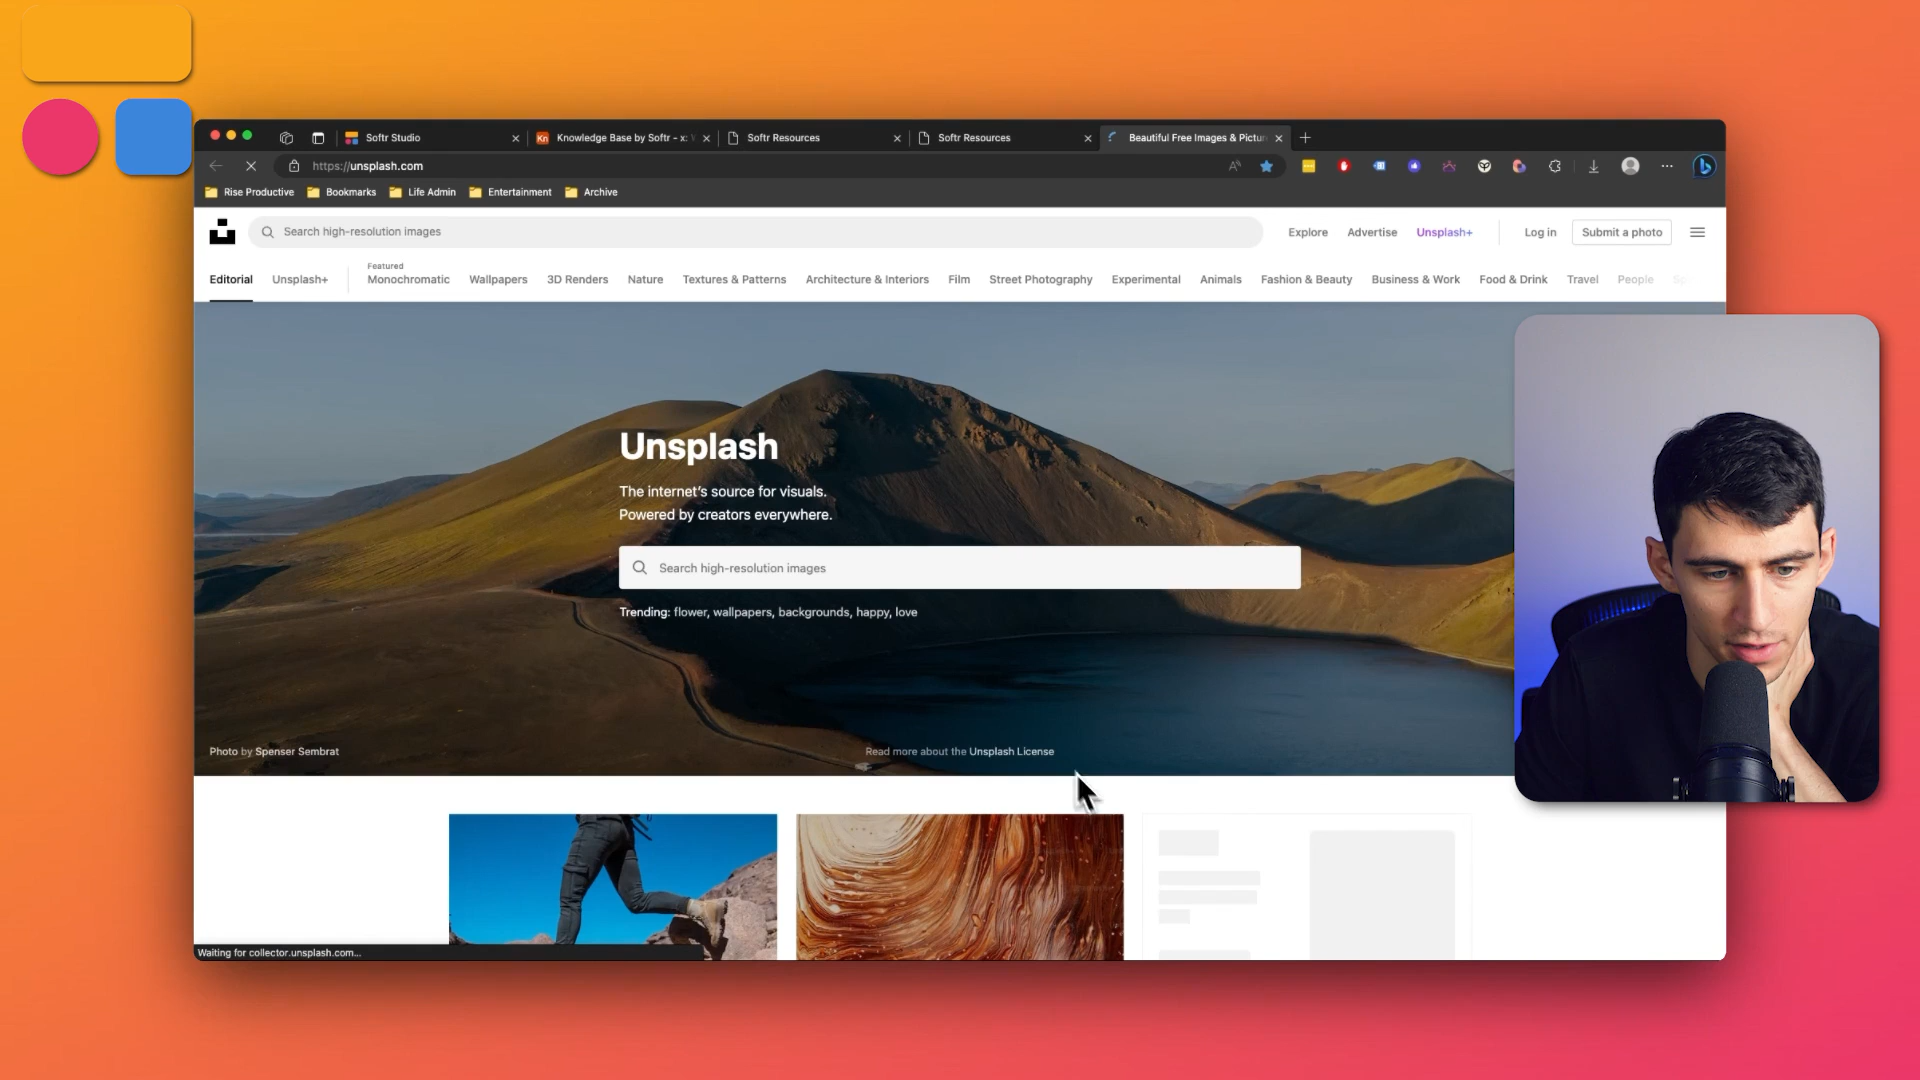 Softr Studio
Knowledge Base by Softr - x:
Softr Resources
Softr Resources
Beautiful Free Images & Pictur
https://unsplash.com
Rise Productive
Bookmarks
Life Admin
Entertainment
Archive
Search high-resolution images
Explore
Advertise
Unsplash+
Log in
Submit a photo
Editorial
Unsplash+
Featured
Monochromatic
Wallpapers
3D Renders
Nature
Textures & Patterns
Architecture & Interiors
Film
Street Photography
Experimental
Animals
Fashion & Beauty
Business & Work
Food & Drink
Travel
People
Unsplash
The internet's source for visuals.
Powered by creators everywhere.
Search high-resolution images
Trending: flower, wallpapers, backgrounds, happy, love
Photo by Spenser Sembrat
Read more about the Unsplash License
Waiting for collector.unsplash.com...